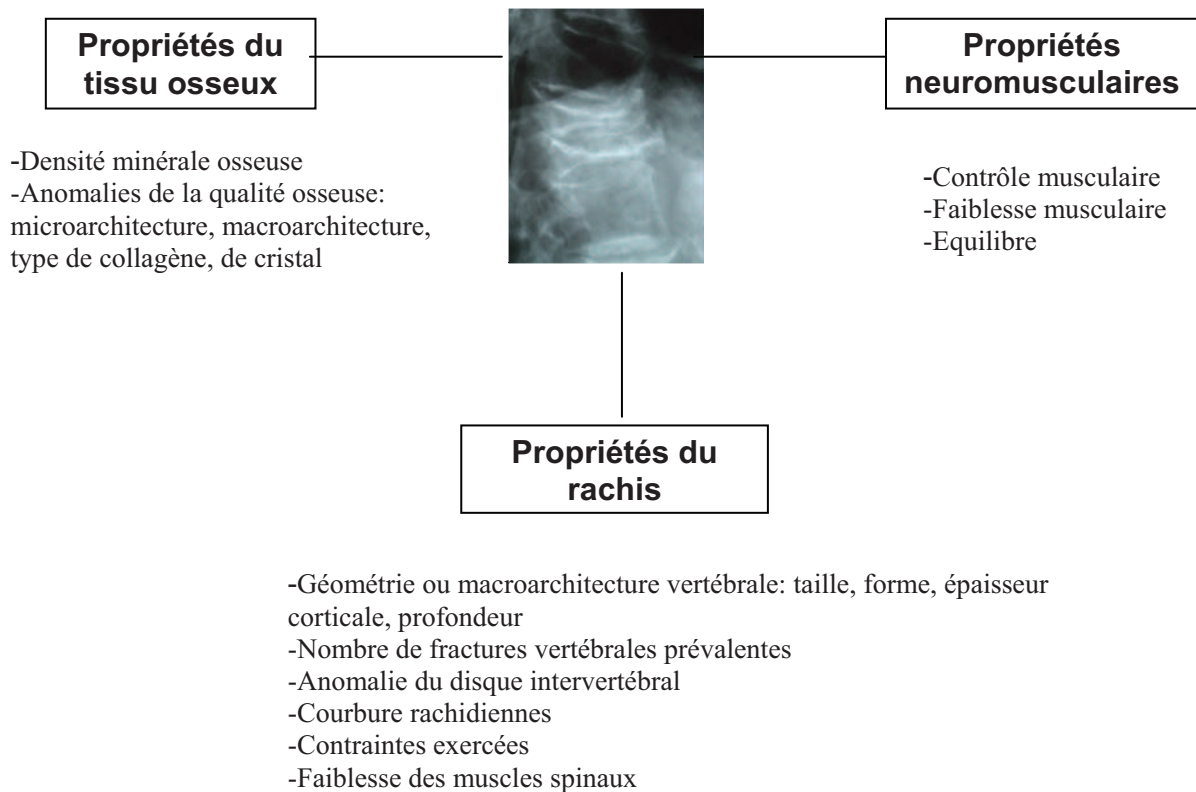 Propriétés du
tissu osseux
-Densité minérale osseuse
-Anomalies de la qualité osseuse:
microarchitecture, macroarchitecture,
type de collagène, de cristal
Propriétés
neuromusculaires
-Contrôle musculaire
-Faiblesse musculaire
-Equilibre
Propriétés du
rachis
-Géométrie ou macroarchitecture vertébrale: taille, forme, épaisseur
corticale, profondeur
-Nombre de fractures vertébrales prévalentes
-Anomalie du disque intervertébral
-Courbure rachidiennes
-Contraintes exercées
-Faiblesse des muscles spinaux